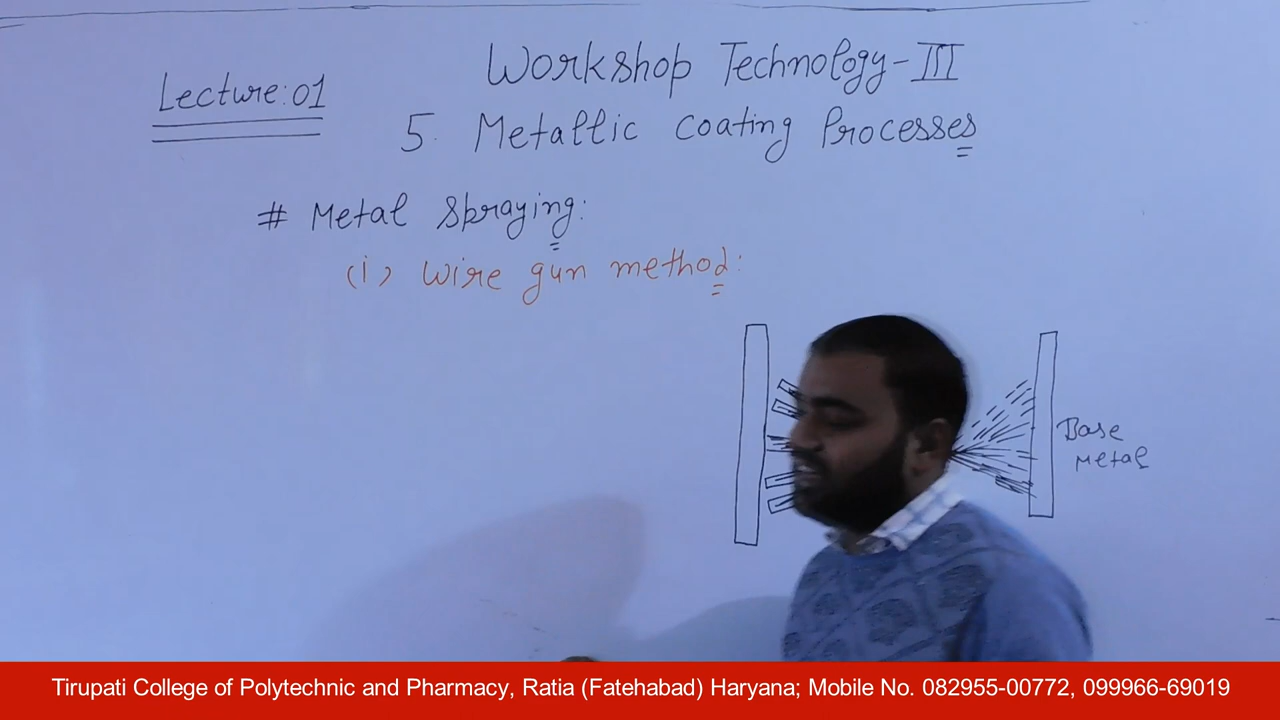 Workshop Technology-III
Lecture:01
5. Metallic Coating Processes
# Metal Spraying:
(i) Wire gun method:
Base
Metal
Tirupati College of Polytechnic and Pharmacy, Ratia (Fatehabad) Haryana; Mobile No. 082955-00772, 099966-69019